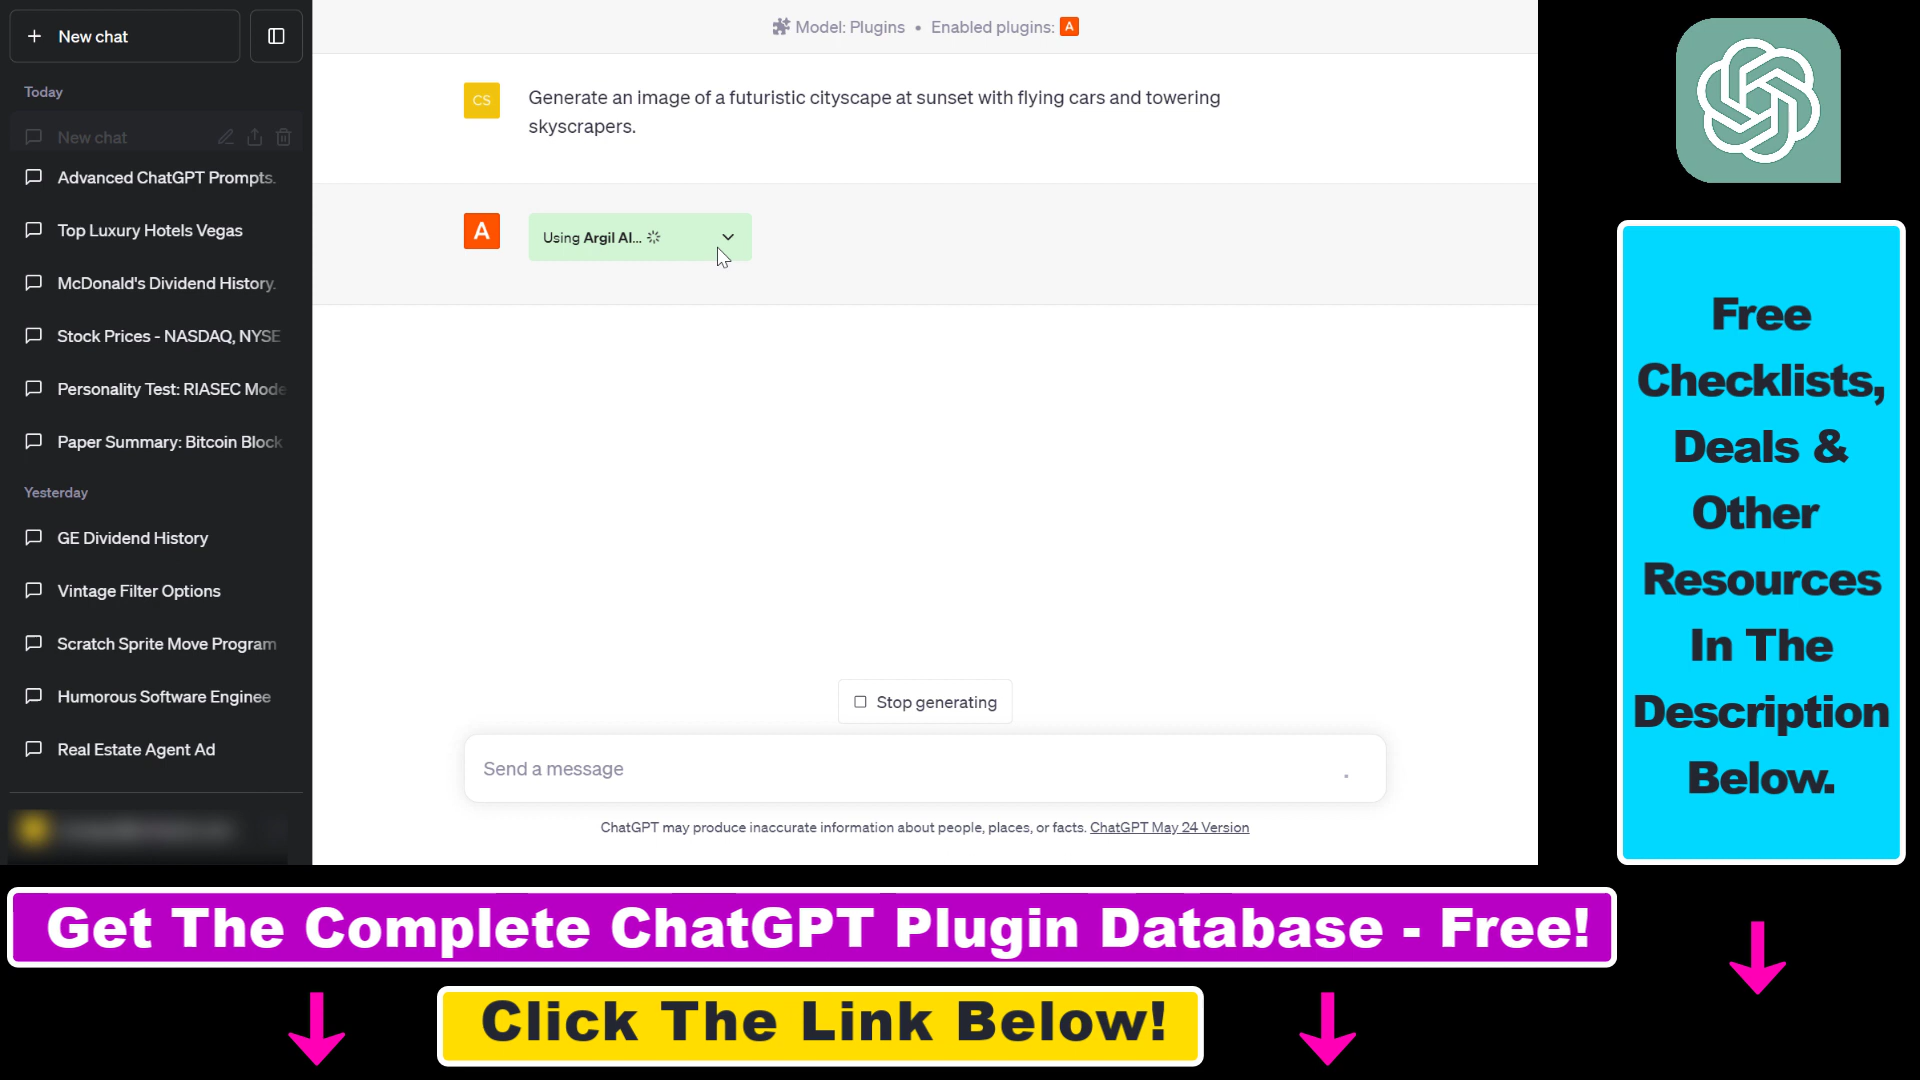 New chat
Today
New chat
Advanced ChatGPT Prompts.
Top Luxury Hotels Vegas
McDonald's Dividend History.
Stock Prices - NASDAQ, NYSE
Personality Test: RIASEC Mode
Paper Summary: Bitcoin Block
Yesterday
GE Dividend History
Vintage Filter Options
Scratch Sprite Move Program
Humorous Software Enginee
Real Estate Agent Ad
Model: Plugins • Enabled plugins: A
CS
Generate an image of a futuristic cityscape at sunset with flying cars and towering
skyscrapers.
A
Using Argil AI...
Stop generating
Send a message
ChatGPT may produce inaccurate information about people, places, or facts. ChatGPT May 24 Version
Free
Checklists,
Deals &
Other
Resources
In The
Description
Below.
Get The Complete ChatGPT Plugin Database - Free!
Click The Link Below!